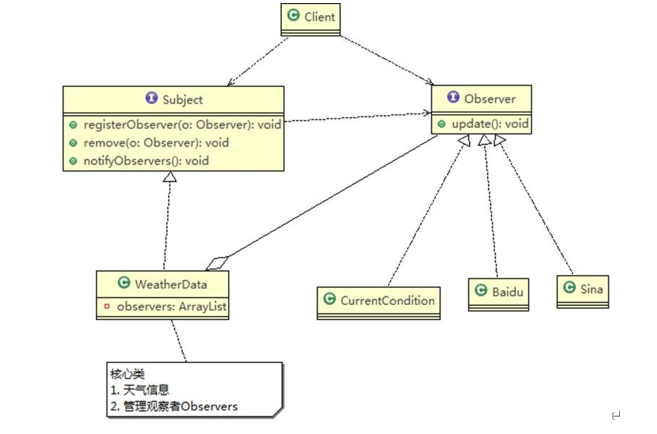 Client
Subject
registerObserver(o: Observer): void
remove(o: Observer): void
notifyObservers(): void
Observer
update(): void
WeatherData
observers: ArrayList
CurrentCondition
Baidu
Sina
核心类
1. 天气信息
2. 管理观察者Observers